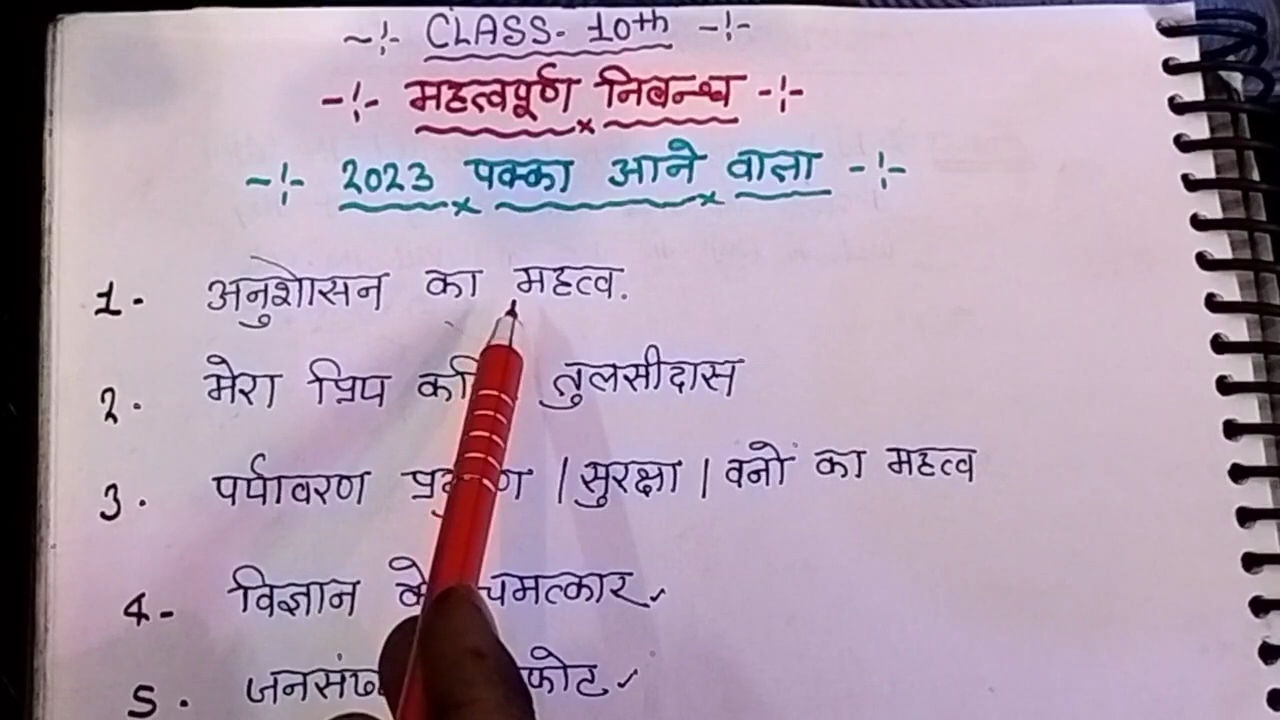 CLASS- 10th
महत्वपूर्ण निबन्ध
2023 पक्का आने वाला
1- अनुशासन का महत्व.
2. मेरा प्रिय तुलसीदास
3. पर्यावरण / सुरक्षा / वनों का महत्व
4- विज्ञान के चमत्कार
5.